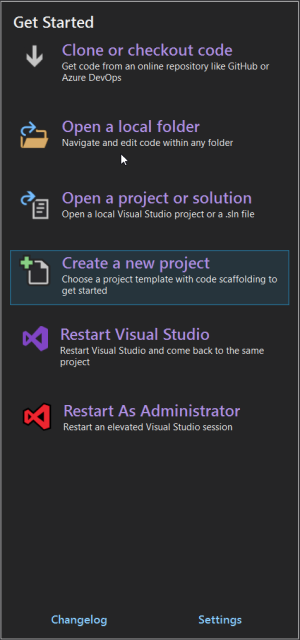 Get Started
Clone or checkout code
Get code from an online repository like GitHub or
Azure DevOps
Open a local folder
Navigate and edit code within any folder
Open a project or solution
Open a local Visual Studio project or a .sln file
Create a new project
Choose a project template with code scaffolding to
get started
Restart Visual Studio
Restart Visual Studio and come back to the same
project
Restart As Administrator
Restart an elevated Visual Studio session
Changelog
Settings